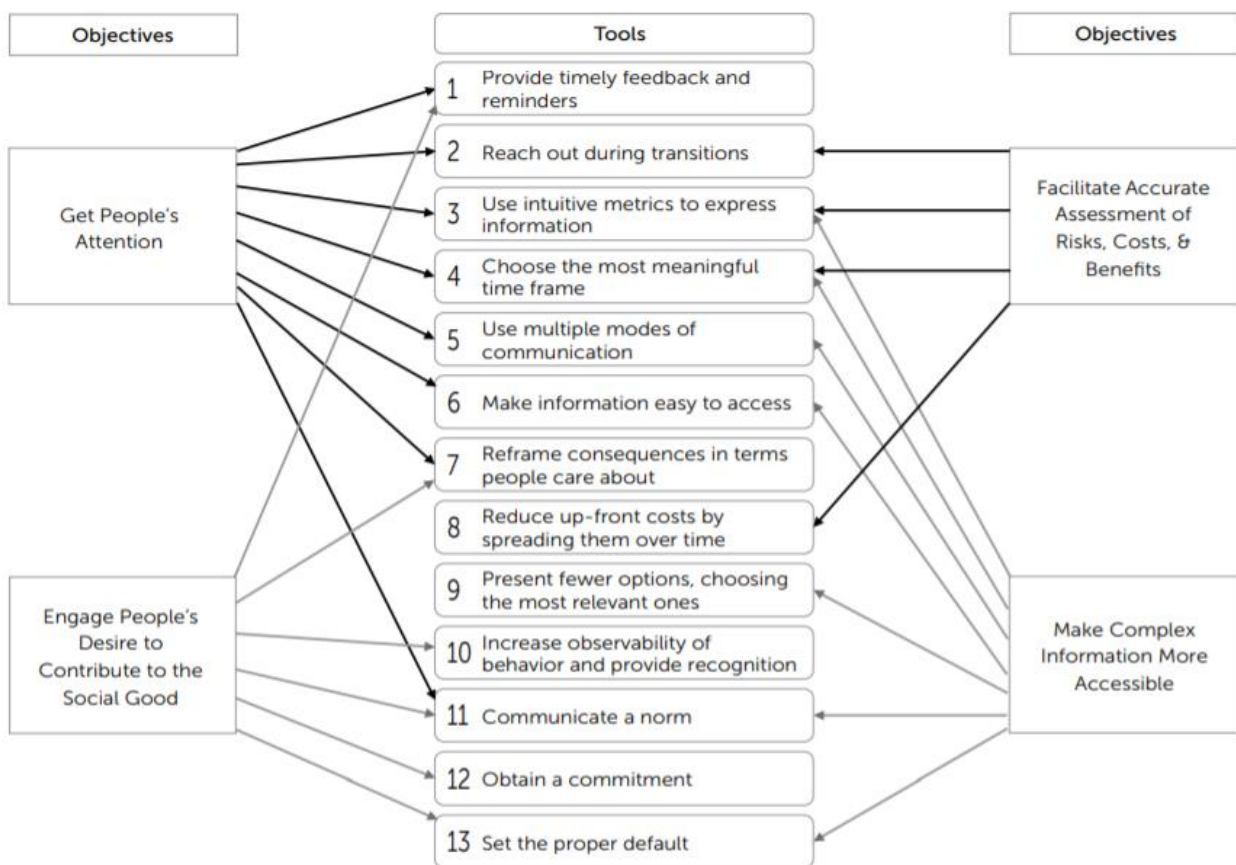 Objectives
Tools
Objectives
Get People's
Attention
Engage People's
Desire to
Contribute to the
Social Good
1 Provide timely feedback and
reminders
2 Reach out during transitions
3 Use intuitive metrics to express
information
4 Choose the most meaningful
time frame
5 Use multiple modes of
communication
6 Make information easy to access
7 Reframe consequences in terms
people care about
8 Reduce up-front costs by
spreading them over time
9 Present fewer options, choosing
the most relevant ones
10 Increase observability of
behavior and provide recognition
11 Communicate a norm
12 Obtain a commitment
13 Set the proper default
Facilitate Accurate
Assessment of
Risks, Costs, &
Benefits
Make Complex
Information More
Accessible